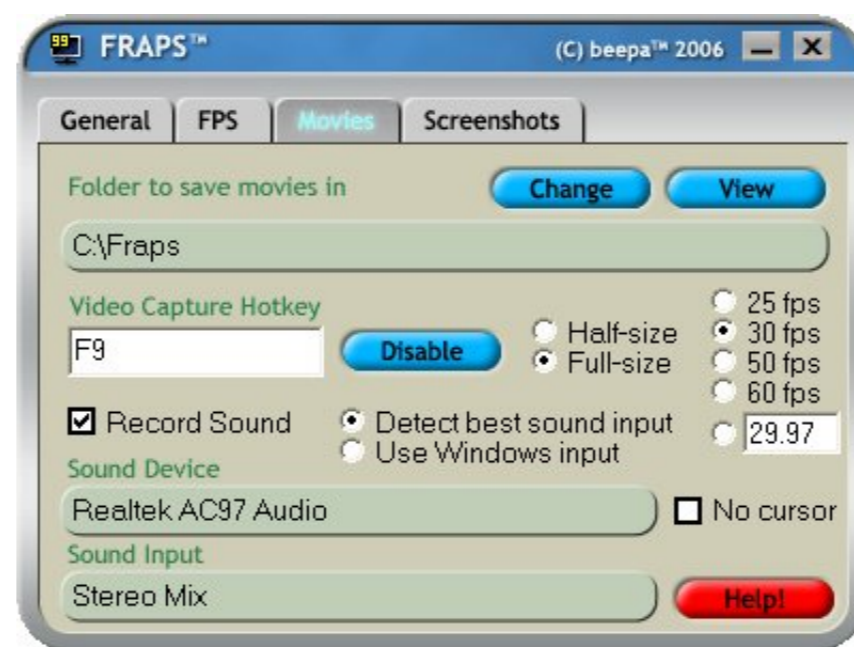 99 FRAPS™ (C) beepa™ 2006
General FPS Movies Screenshots
Folder to save movies in Change View
C:\Fraps
Video Capture Hotkey
F9 Disable
Half-size
Full-size
25 fps
30 fps
50 fps
60 fps
29.97
Record Sound
Detect best sound input
Use Windows input
Sound Device
Realtek AC97 Audio No cursor
Sound Input
Stereo Mix Help!